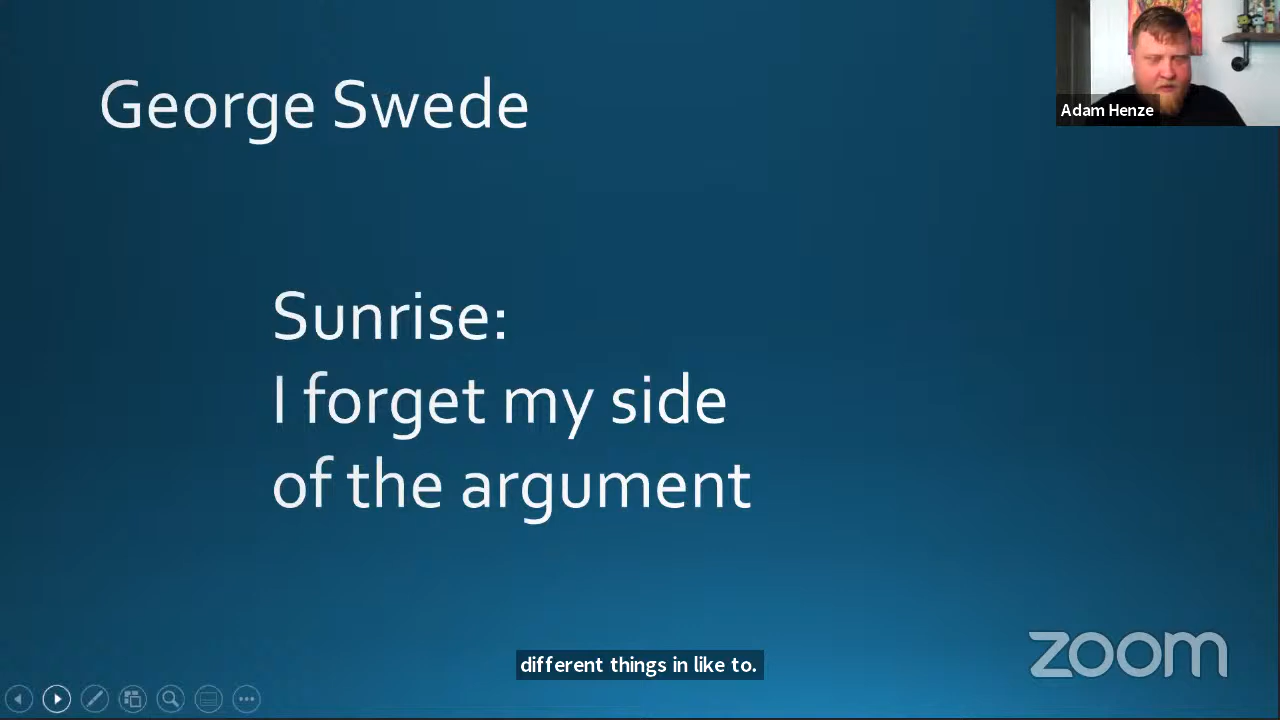 George Swede
Adam Henze
Sunrise:
I forget my side
of the argument
different things in like to.
zoom